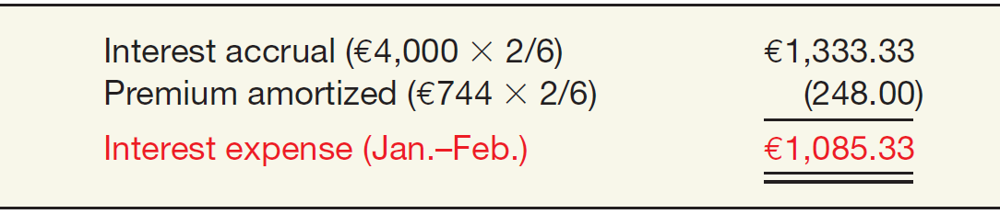 Interest accrual (€4,000 × 2/6) €1,333.33
Premium amortized (€744 × 2/6) (248.00)
Interest expense (Jan.–Feb.) €1,085.33